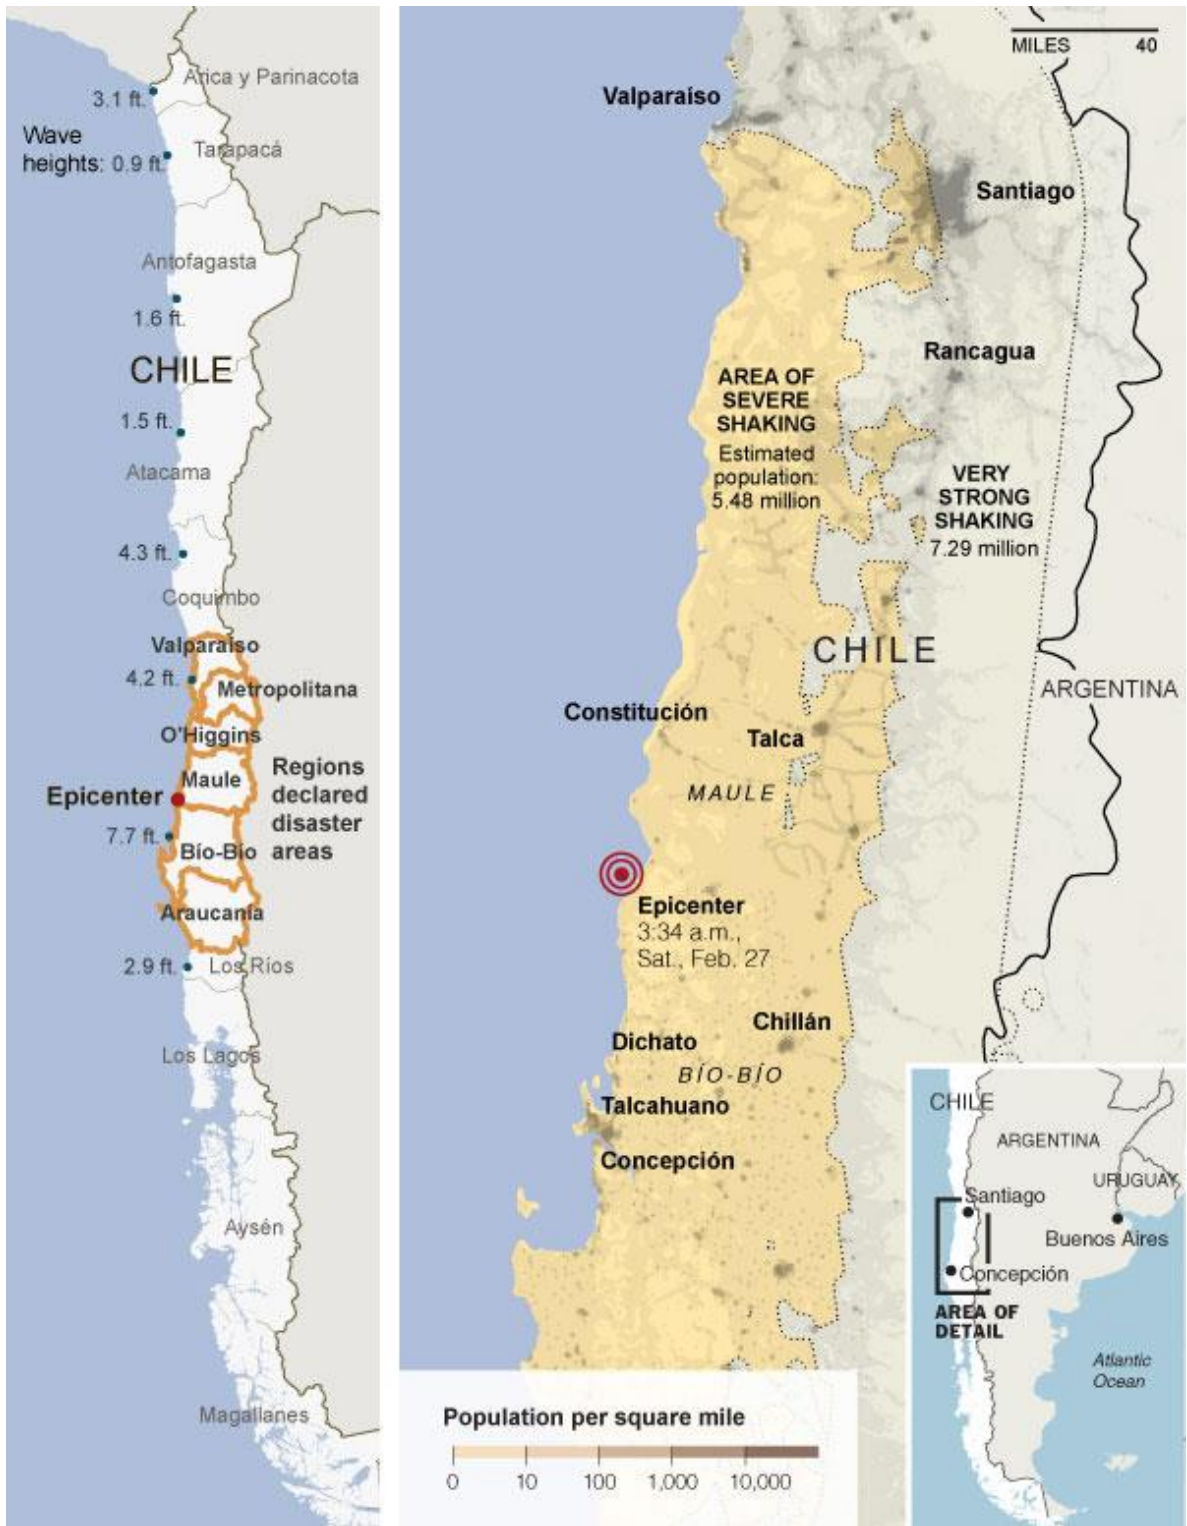 Arica y Parinacota
3.1 ft.
Wave
heights: 0.9 ft.
Tarapacá
Antofagasta
1.6 ft.
CHILE
1.5 ft.
Atacama
4.3 ft.
Coquimbo
Valparaíso
4.2 ft.
Metropolitana
O'Higgins
Maule
Regions
declared
disaster
areas
Epicenter
7.7 ft.
Bío-Bío
Araucanía
2.9 ft.
Los Ríos
Los Lagos
Aysén
Magallanes
MILES 40
Valparaíso
Santiago
Rancagua
AREA OF
SEVERE
SHAKING
Estimated
population:
5.48 million
VERY
STRONG
SHAKING
7.29 million
CHILE
ARGENTINA
Constitución
Talca
MAULE
Epicenter
3:34 a.m.,
Sat., Feb. 27
Chillán
Dichato
BÍO-BÍO
Talcahuano
Concepción
CHILE
ARGENTINA
URUGUAY
Santiago
Buenos Aires
Concepción
AREA OF
DETAIL
Atlantic
Ocean
Population per square mile
0 10 100 1,000 10,000